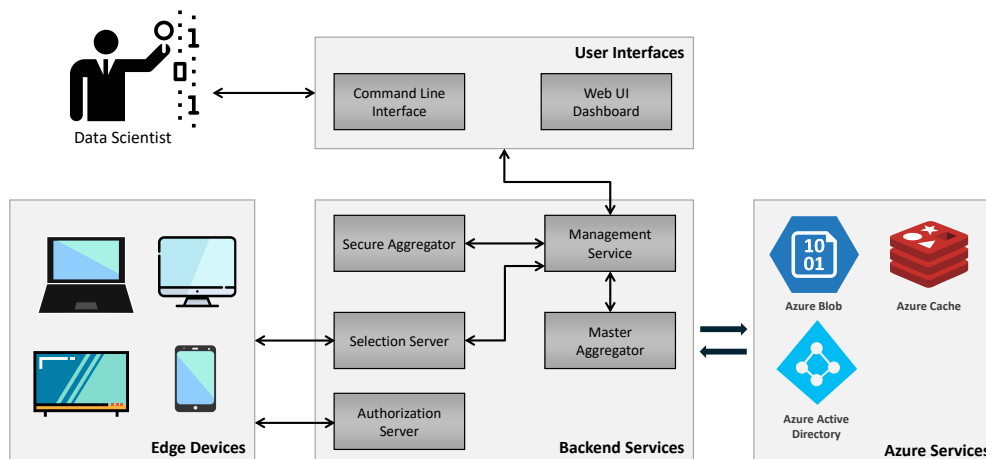 User Interfaces
Command Line
Interface
Web UI
Dashboard
1
0
1
Data Scientist
Secure Aggregator
Management
Service
Selection Server
Master
Aggregator
Authorization
Server
Edge Devices
Backend Services
10
01
Azure Blob
Azure Cache
Azure Active
Directory
Azure Services